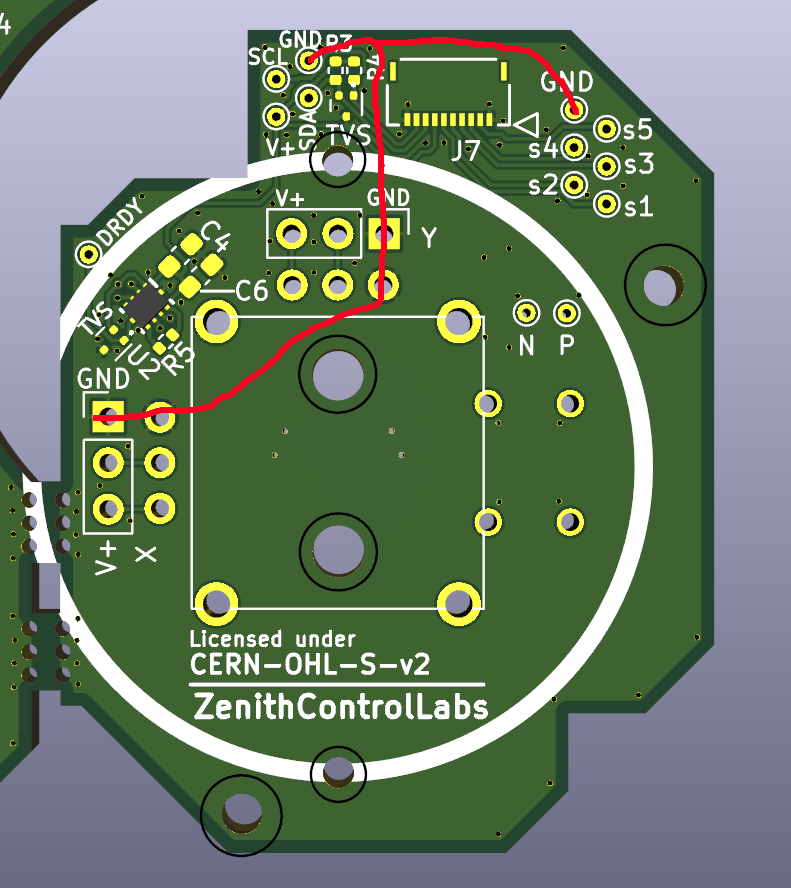 4
GND
R3
SCL
R4
GND
SDA
TVS
V+
J7
s5
s4
s3
s2
s1
V+
GND
Y
DRDY
C4
C6
TVS
U2
R5
N
P
GND
V+
X
Licensed under
CERN-OHL-S-v2
ZenithControlLabs